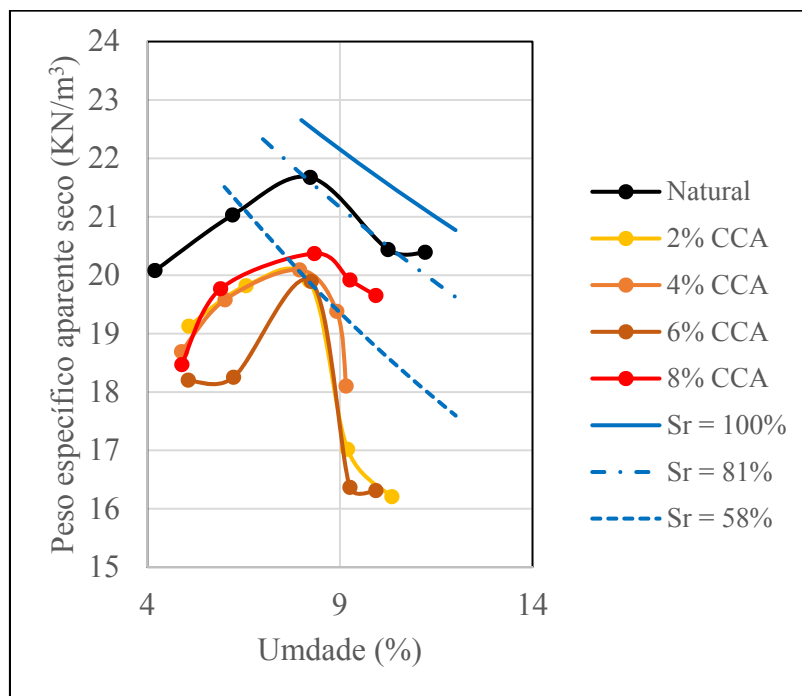 Peso específico aparente seco (KN/m³)
24
23
22
21
20
19
18
17
16
15
4
9
14
Umdade (%)
Natural
2% CCA
4% CCA
6% CCA
8% CCA
Sr = 100%
Sr = 81%
Sr = 58%